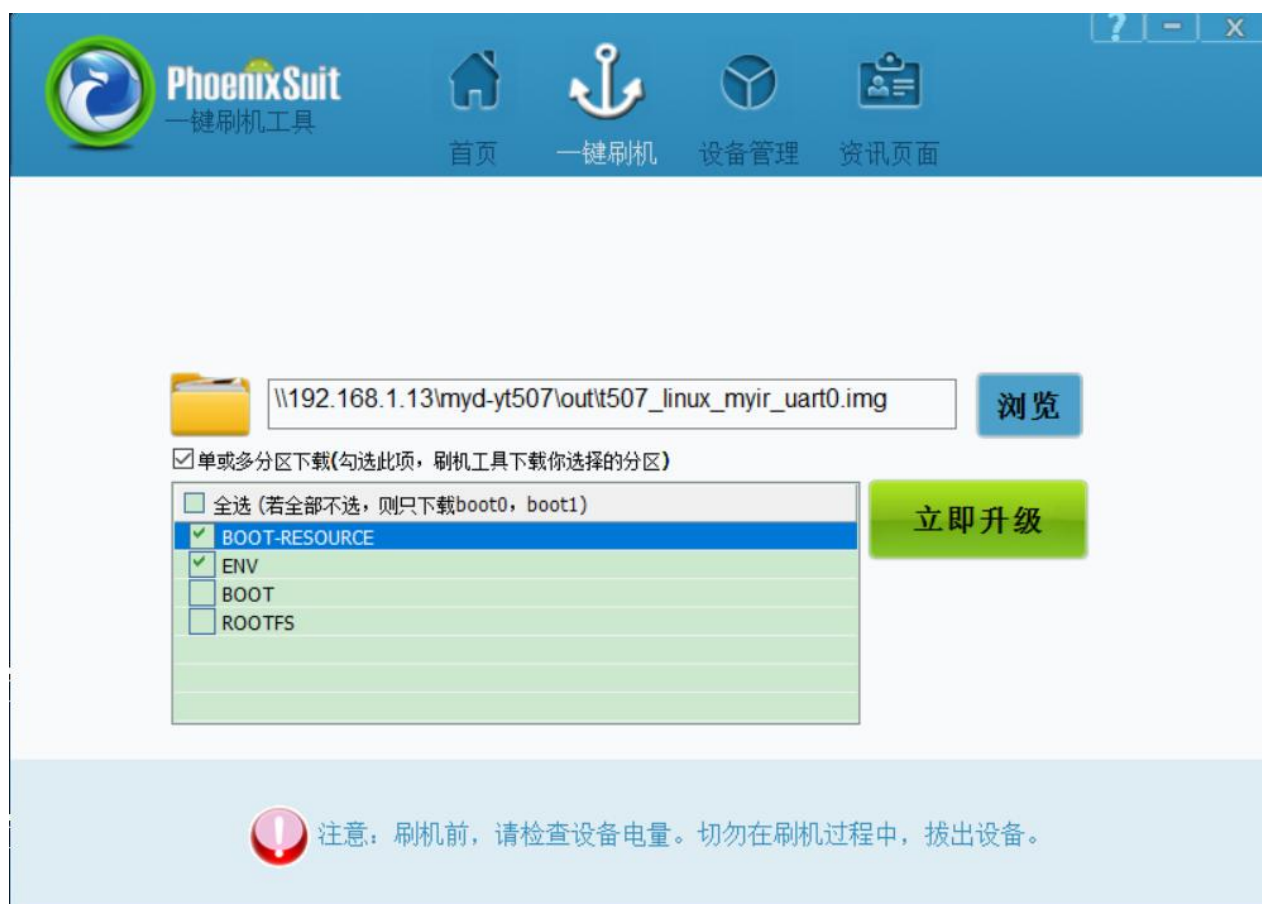 ? - x
PhoenixSuit
一键刷机工具
首页 一键刷机 设备管理 资讯页面
\\192.168.1.13\myd-yt507\out\t507_linux_myir_uart0.img 浏览
单或多分区下载(勾选此项，刷机工具下载你选择的分区)
全选(若全部不选，则只下载boot0，boot1)
立即升级
BOOT-RESOURCE
ENV
BOOT
ROOTFS
注意：刷机前，请检查设备电量。切勿在刷机过程中，拔出设备。